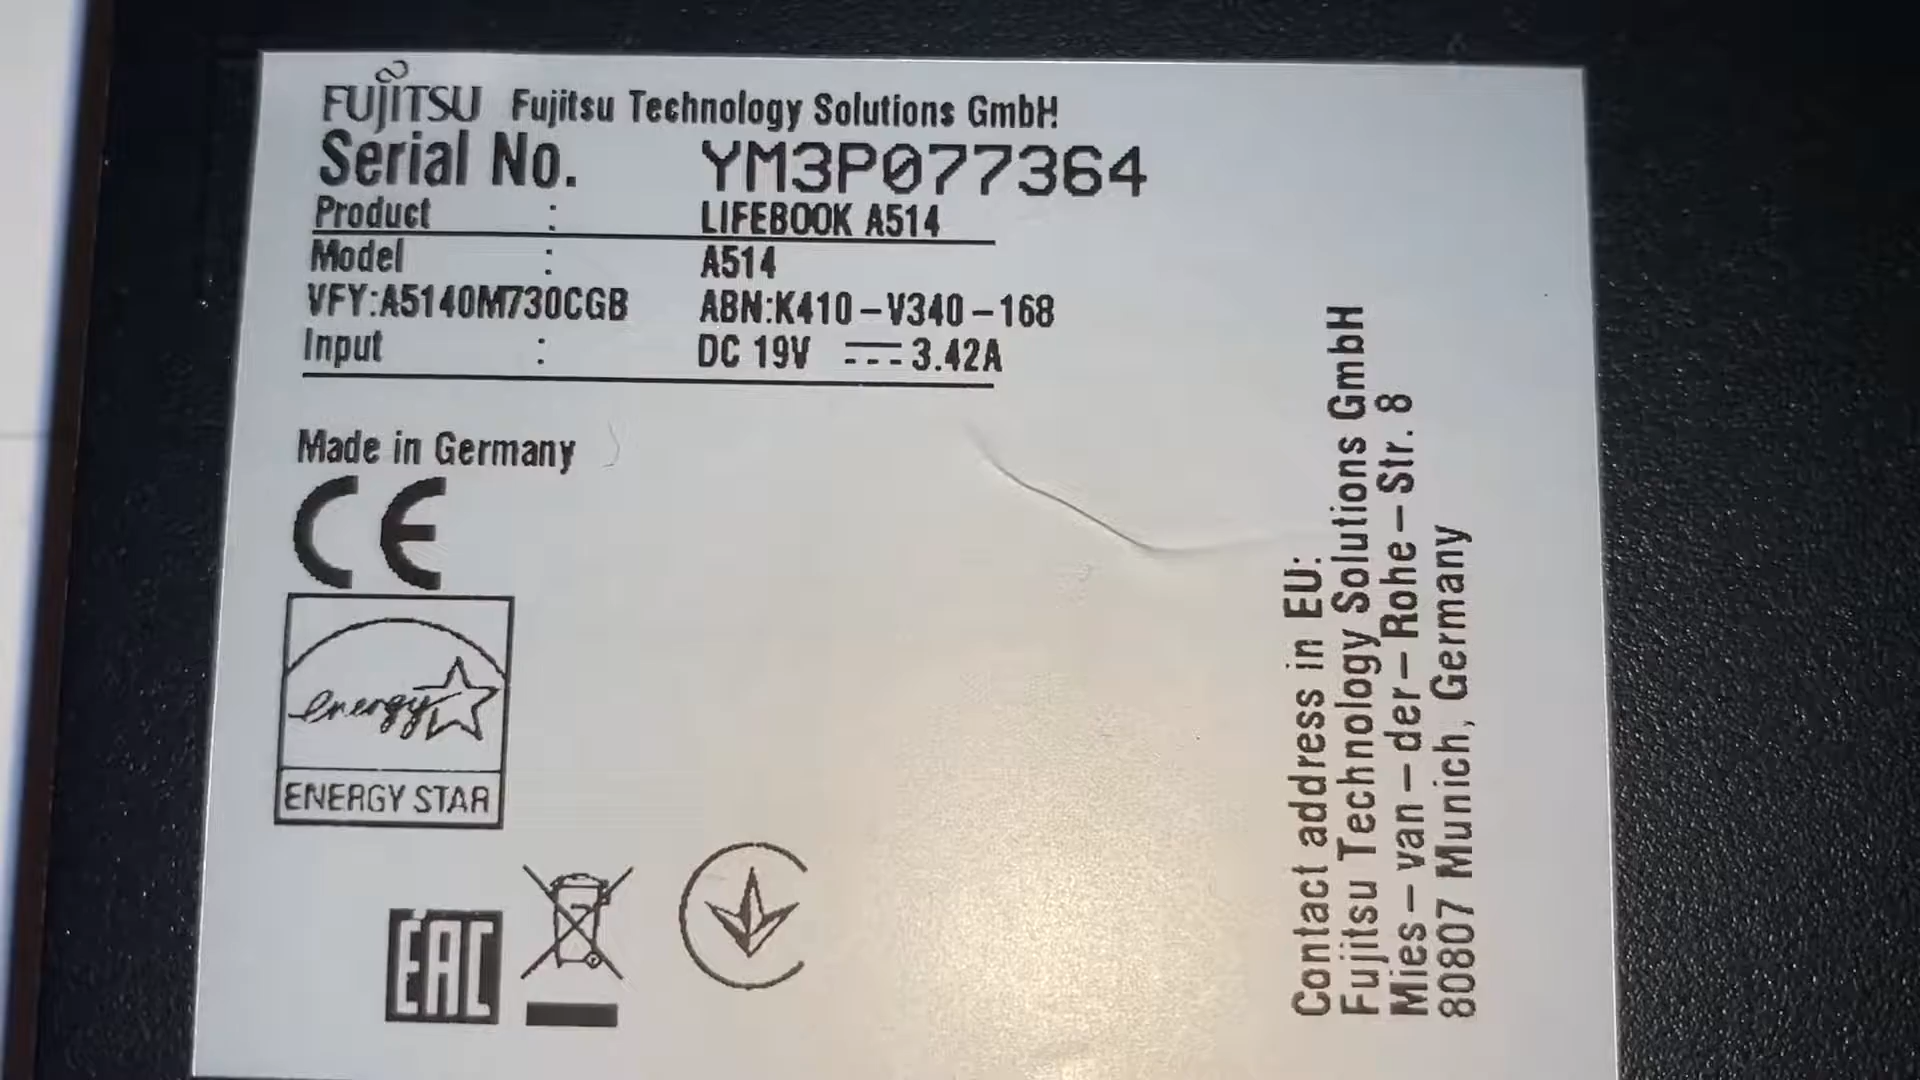 FUJITSU Fujitsu Technology Solutions GmbH
Serial No. YM3P077364
Product : LIFEBOOK A514
Model : A514
VFY:A5140M730CGB ABN:K410-V340-168
Input : DC 19V 3.42A
Made in Germany
CE
energy
ENERGY STAR
EAC
Contact address in EU:
Fujitsu Technology Solutions GmbH
Mies-van-der-Rohe-Str. 8
80807 Munich, Germany